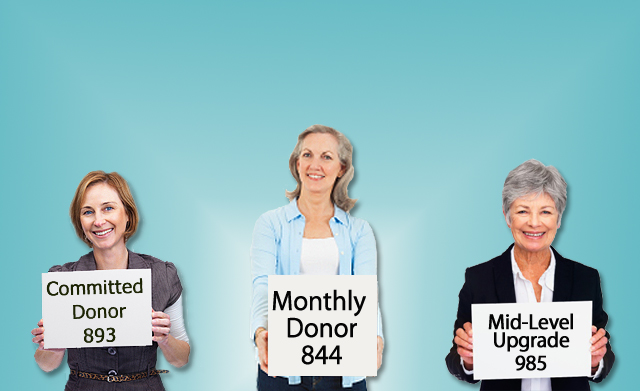 Committed
Donor
893
Monthly
Donor
844
Mid-Level
Upgrade
985